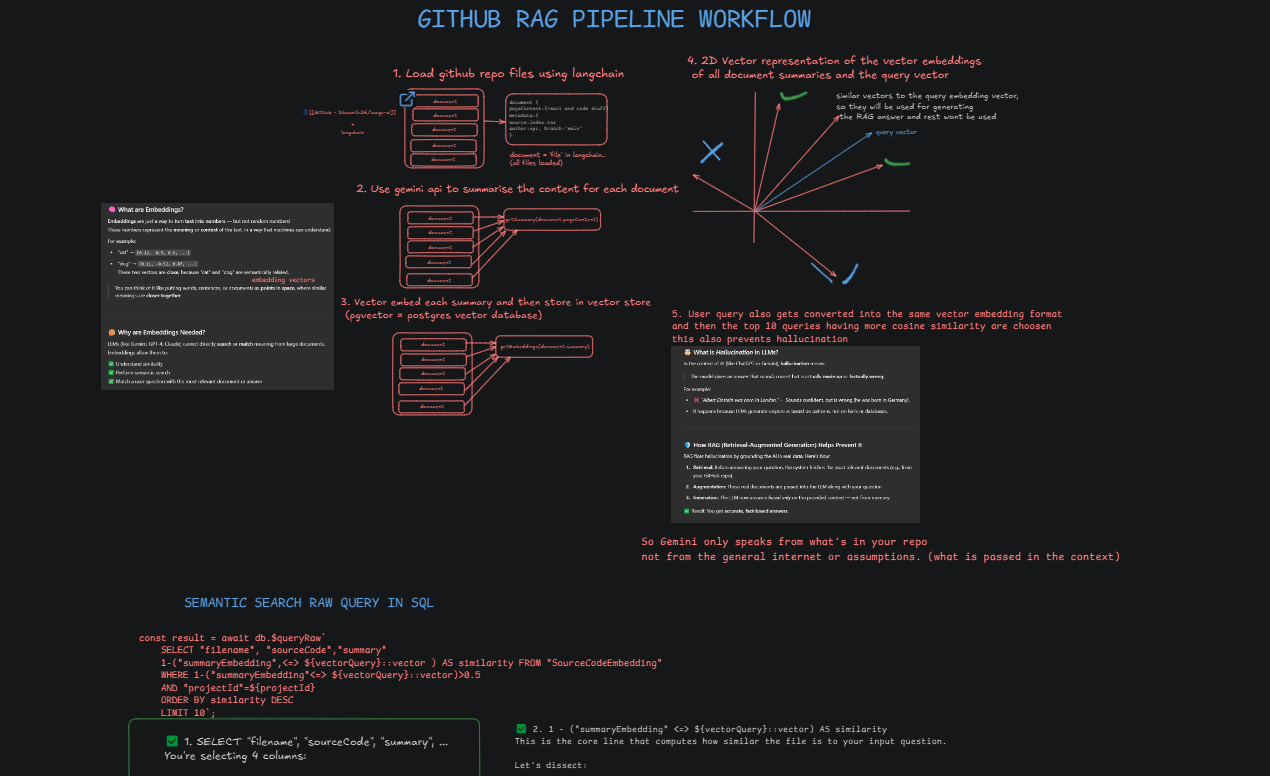 GITHUB RAG PIPELINE WORKFLOW
1. Load github repo files using langchain
+
langchain
document
document
document
document
document
document {
pageContent:{react and code stuff
metadata:{
source:index.tsx
author:xyz, branch:'main'
}
document = 'file' in langchain..
(all files loaded)
2. Use gemini api to summarise the content for each document
document
document
document
document
document
getSummary(document.pageContent)
3. Vector embed each summary and then store in vector store
(pgvector = postgres vector database)
document
document
document
document
document
getEmbeddings(document.summary)
🧠 What are Embeddings?
Embeddings are just a way to turn text into numbers — but not random numbers!
These numbers represent the meaning or context of the text, in a way that machines can understand.
For example:
• "cat" → [0.12, -0.5, 0.9, ...]
• "dog" → [0.11, -0.52, 0.87, ...]
These two vectors are close, because "cat" and "dog" are semantically related.
embedding vectors
You can think of it like putting words, sentences, or documents as points in space, where similar
meanings are closer together.
Why are Embeddings Needed?
LLMs (like Gemini, GPT-4, Claude) cannot directly search or match meaning from large documents.
Embeddings allow them to:
✅ Understand similarity
✅ Perform semantic search
✅ Match a user question with the most relevant document or answer
4. 2D Vector representation of the vector embeddings
of all document summaries and the query vector
similar vectors to the query embedding vector,
so they will be used for generating
the RAG answer and rest wont be used
query vector
5. User query also gets converted into the same vector embedding format
and then the top 10 queries having more cosine similarity are choosen
this also prevents hallucination
What is Hallucination in LLMs?
In the context of AI (like ChatGPT or Gemini), hallucination means:
The model gives an answer that sounds correct but is actually made up or factually wrong.
For example:
• ❌ "Albert Einstein was born in London." – Sounds confident, but is wrong (he was born in Germany).
• It happens because LLMs generate responses based on patterns, not on facts or databases.
How RAG (Retrieval-Augmented Generation) Helps Prevent It
RAG fixes hallucination by grounding the AI in real data. Here's how:
1. Retrieval: Before answering your question, the system fetches the most relevant documents (e.g., from
your GitHub repo).
2. Augmentation: These real documents are passed into the LLM along with your question.
3. Generation: The LLM now answers based only on the provided content — not from memory.
✅ Result: You get accurate, fact-based answers.
So Gemini only speaks from what's in your repo
not from the general internet or assumptions. (what is passed in the context)
SEMANTIC SEARCH RAW QUERY IN SQL
const result = await db.$queryRaw`
SELECT "filename", "sourceCode","summary"
1-("summaryEmbedding",<=> ${vectorQuery}::vector ) AS similarity FROM "SourceCodeEmbedding"
WHERE 1-("summaryEmbedding"<=> ${vectorQuery}::vector)>0.5
AND "projectId"=${projectId}
ORDER BY similarity DESC
LIMIT 10`;
✅ 1. SELECT "filename", "sourceCode", "summary", ...
You're selecting 4 columns:
✅ 2. 1 - ("summaryEmbedding" <=> ${vectorQuery}::vector) AS similarity
This is the core line that computes how similar the file is to your input question.
Let's dissect: